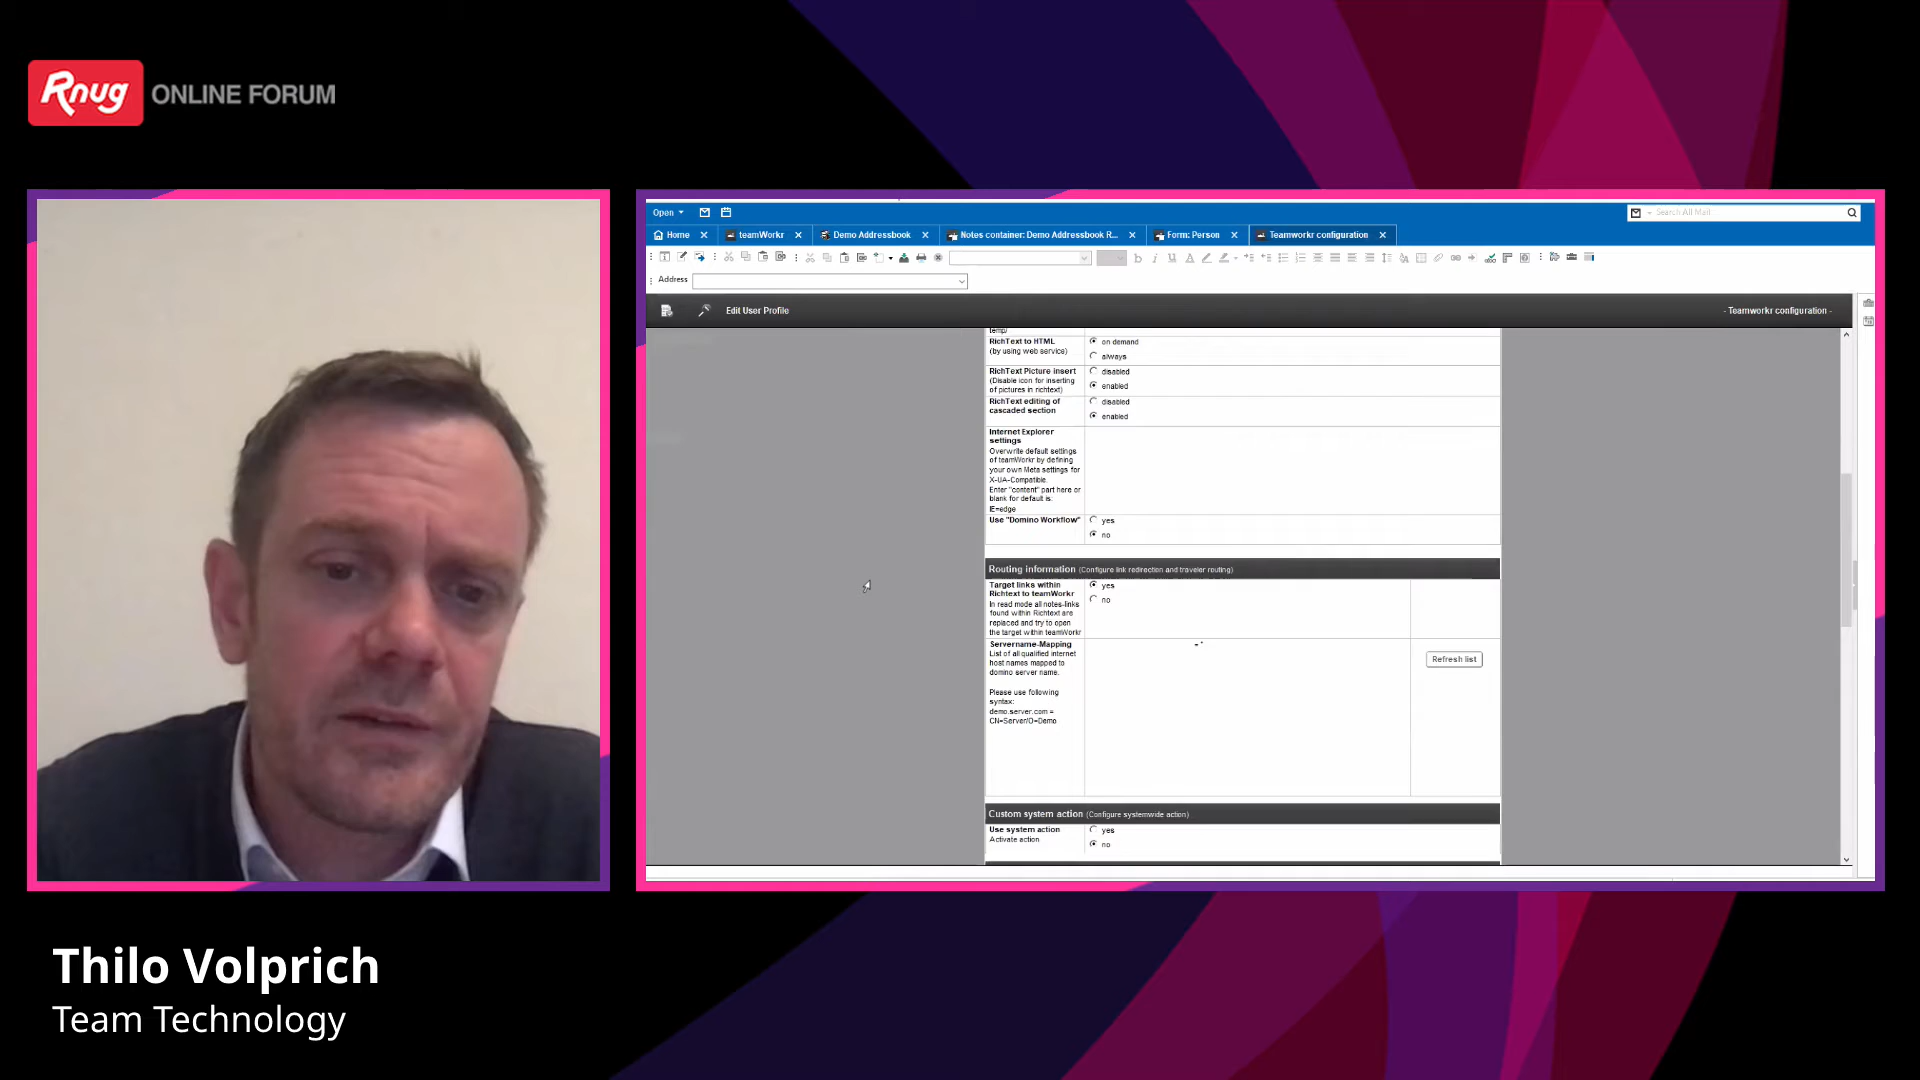 Rnug ONLINE FORUM
Open
Search All Mail...
Home
teamWorkr
Demo Addressbook
Notes container: Demo Addressbook R...
Form: Person
Teamworkr configuration
Address
Edit User Profile
- Teamworkr configuration -
temp/
RichText to HTML
(by using web service)
on demand
always
RichText Picture insert
(Disable icon for inserting
of pictures in richtext)
disabled
enabled
RichText editing of
cascaded section
disabled
enabled
Internet Explorer
settings
Overwrite default settings
of teamWorkr by defining
your own Meta settings for
X-UA-Compatible.
Enter "content" part here or
blank for default is:
IE=edge
Use "Domino Workflow"
yes
no
Routing information (Configure link redirection and traveler routing)
Target links within
Richtext to teamWorkr
In read mode all notes-links
found within Richtext are
replaced and try to open
the target within teamWorkr
yes
no
Servername-Mapping
List of all qualified internet
host names mapped to
domino server name.
Please use following
syntax:
demo.server.com =
CN=Server/O=Demo
Refresh list
Custom system action (Configure systemwide action)
Use system action
Activate action
yes
no
Thilo Volprich
Team Technology